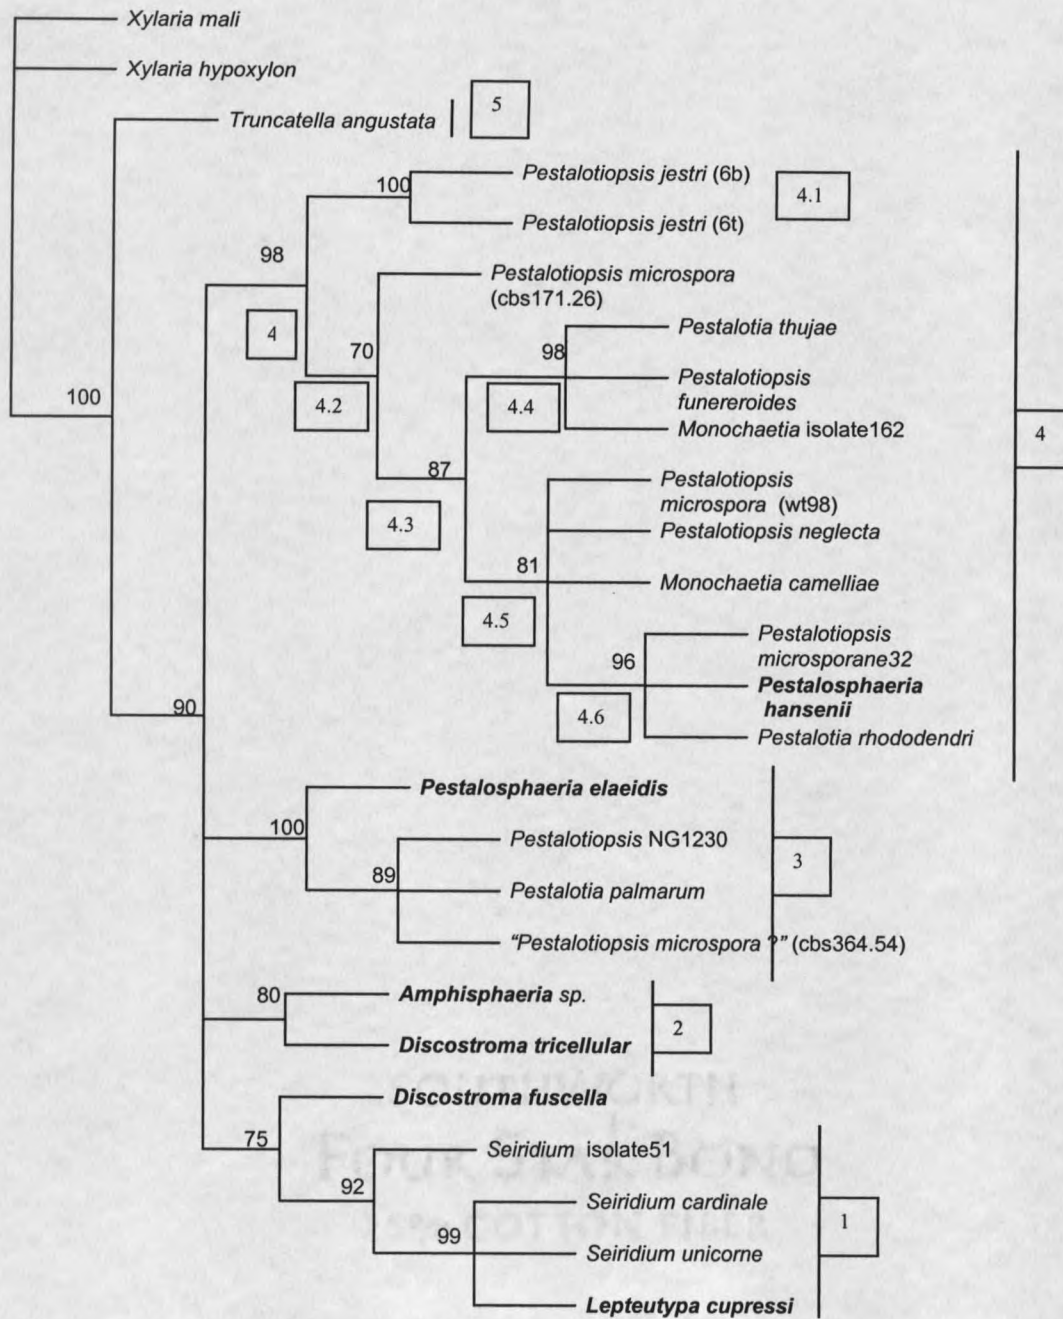 Xylaria mali
Xylaria hypoxylon
Truncatella angustata
5
100
Pestalotiopsis jestri (6b)
4.1
Pestalotiopsis jestri (6t)
98
Pestalotiopsis microspora
(cbs171.26)
4
70
Pestalotia thujae
98
Pestalotiopsis
funereroides
100
4.2
4.4
Monochaetia isolate162
4
87
Pestalotiopsis
microspora (wt98)
4.3
Pestalotiopsis neglecta
81
Monochaetia camelliae
4.5
Pestalotiopsis
microsporane32
96
Pestalosphaeria
hansenii
90
4.6
Pestalotia rhododendri
Pestalosphaeria elaeidis
100
Pestalotiopsis NG1230
3
89
Pestalotia palmarum
"Pestalotiopsis microspora ?" (cbs364.54)
80
Amphisphaeria sp.
2
Discostroma tricellular
Discostroma fuscella
75
Seiridium isolate51
92
Seiridium cardinale
1
99
Seiridium unicorne
Lepteutypa cupressi